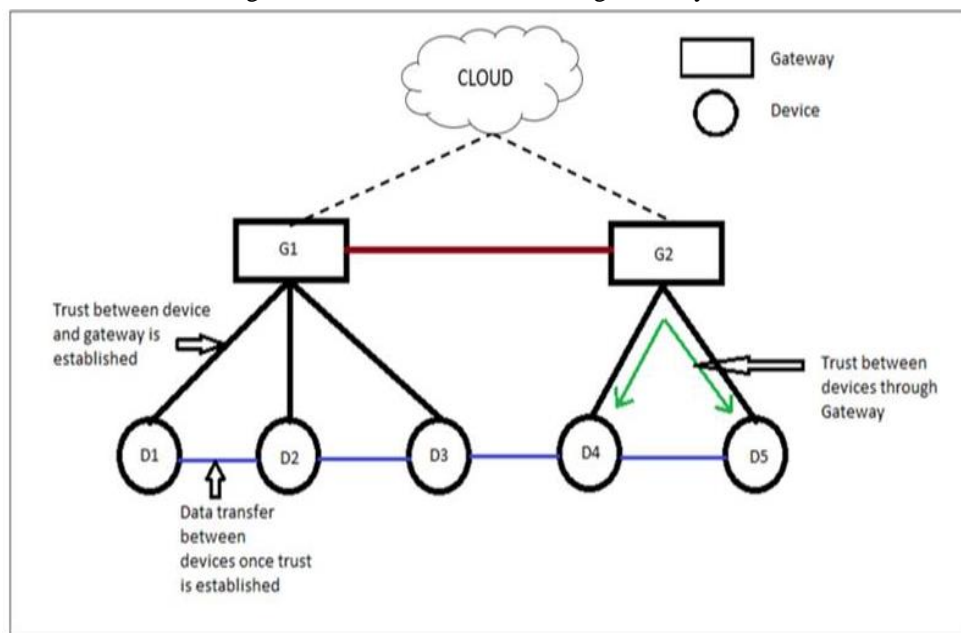 CLOUD
Gateway
Device
G1
G2
Trust between device
and gateway is
established
Trust between
devices through
Gateway
D1
D2
D3
D4
D5
Data transfer
between
devices once trust
is established